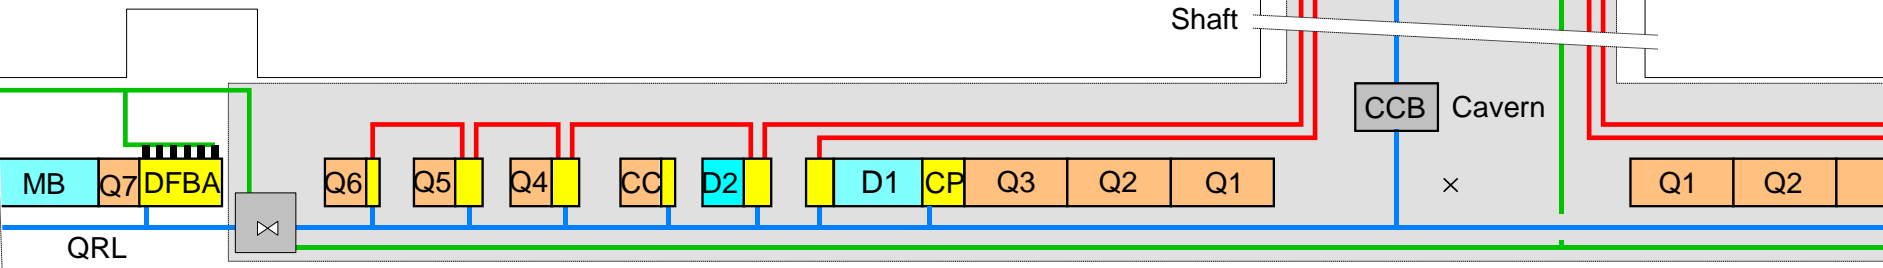 Shaft
CCB Cavern
MB Q7 DFBA Q6 Q5 Q4 CC D2 D1 CP Q3 Q2 Q1 Q1 Q2
QRL